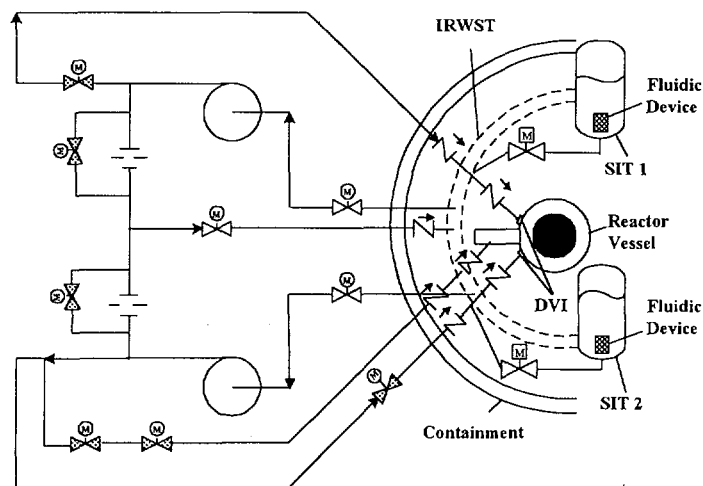 IRWST
Fluidic
Device
M
M
M
SIT 1
M
M
Reactor
Vessel
M
M
DVI
Fluidic
Device
M
M
SIT 2
M
M
Containment